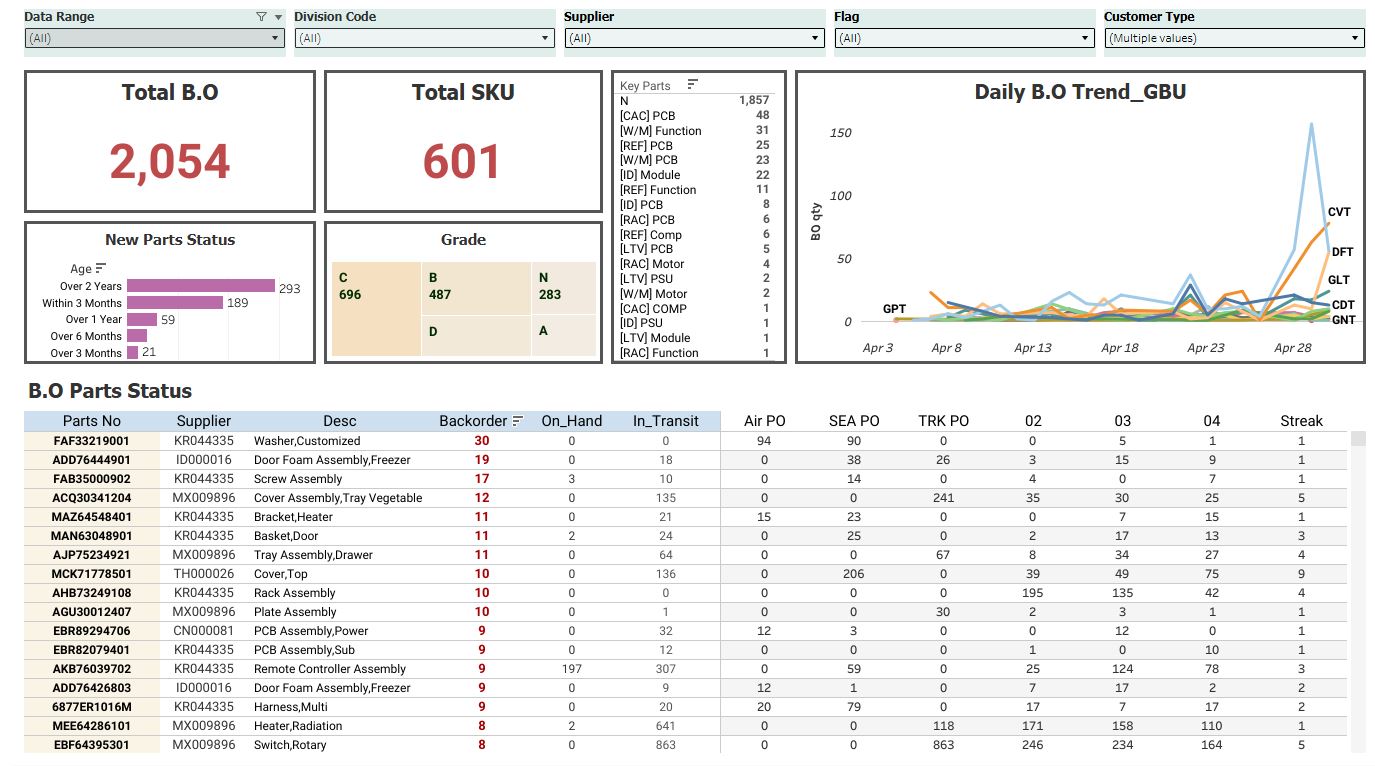 Data Range Division Code Supplier Flag Customer Type
(All) (All) (All) (All) (Multiple values)
Total B.O
2,054
Total SKU
601
Key Parts
N 1,857
[CAC] PCB 48
[W/M] Function 31
[REF] PCB 25
[W/M] PCB 23
[ID] Module 22
[REF] Function 11
[ID] PCB 8
[RAC] PCB 6
[REF] Comp 6
[LTV] PCB 5
[RAC] Motor 4
[LTV] PSU 2
[W/M] Motor 2
[CAC] COMP 1
[ID] PSU 1
[LTV] Module 1
[RAC] Function 1
Daily B.O Trend_GBU
BO qty
150
100
50
0
CVT
DFT
GLT
CDT
GNT
GPT
Apr 3 Apr 8 Apr 13 Apr 18 Apr 23 Apr 28
New Parts Status
Age
Over 2 Years 293
Within 3 Months 189
Over 1 Year 59
Over 6 Months
Over 3 Months 21
Grade
C
696
B
487
N
283
D
A
B.O Parts Status
Parts No Supplier Desc Backorder On_Hand In_Transit Air PO SEA PO TRK PO 02 03 04 Streak
FAF33219001 KR044335 Washer,Customized 30 0 0 94 90 0 0 5 1 1
ADD76444901 ID000016 Door Foam Assembly,Freezer 19 0 18 0 38 26 3 15 9 1
FAB35000902 KR044335 Screw Assembly 17 3 10 0 14 0 4 0 7 1
ACQ30341204 MX009896 Cover Assembly,Tray Vegetable 12 0 135 0 0 241 35 30 25 5
MAZ64548401 KR044335 Bracket,Heater 11 0 21 15 23 0 0 7 15 1
MAN63048901 KR044335 Basket,Door 11 2 24 0 25 0 2 17 13 3
AJP75234921 MX009896 Tray Assembly,Drawer 11 0 64 0 0 67 8 34 27 4
MCK71778501 TH000026 Cover,Top 10 0 136 0 206 0 39 49 75 9
AHB73249108 KR044335 Rack Assembly 10 0 0 0 0 0 195 135 42 4
AGU30012407 MX009896 Plate Assembly 10 0 1 0 0 30 2 3 1 1
EBR89294706 CN000081 PCB Assembly,Power 9 0 32 12 3 0 0 12 0 1
EBR82079401 KR044335 PCB Assembly,Sub 9 0 12 0 0 0 1 0 10 1
AKB76039702 KR044335 Remote Controller Assembly 9 197 307 0 59 0 25 124 78 3
ADD76426803 ID000016 Door Foam Assembly,Freezer 9 0 9 12 1 0 7 17 2 2
6877ER1016M KR044335 Harness,Multi 9 0 20 20 79 0 17 7 17 2
MEE64286101 MX009896 Heater,Radiation 8 2 641 0 0 118 171 158 110 1
EBF64395301 MX009896 Switch,Rotary 8 0 863 0 0 863 246 234 164 5